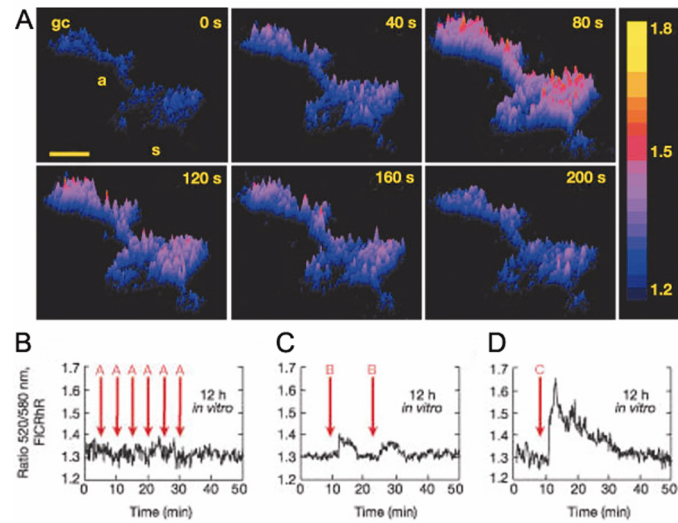 A
gc 0 s
a
s
40 s
80 s
1.8
1.5
1.2
120 s
160 s
200 s
B
C
D
Ratio 520/580 nm,
FlCRhR
1.7
1.6
1.5
1.4
1.3
1.2
A A A A A A
12 h
in vitro
0 10 20 30 40 50
Time (min)
1.7
1.6
1.5
1.4
1.3
1.2
B B
12 h
in vitro
0 10 20 30 40 50
Time (min)
1.7
1.6
1.5
1.4
1.3
1.2
C
12 h
in vitro
0 10 20 30 40 50
Time (min)